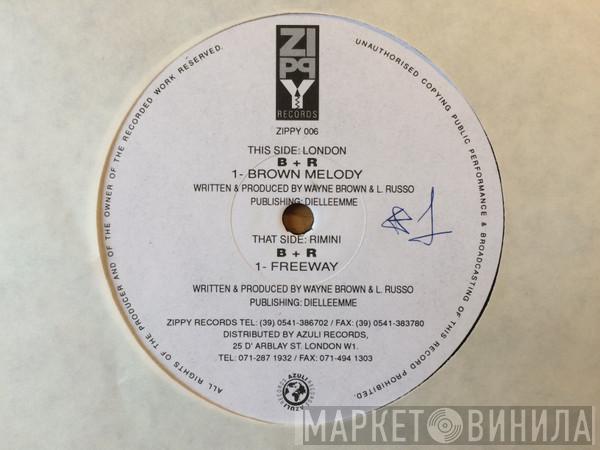 ZIPPY
RECORDS
ZIPPY 006
THIS SIDE: LONDON
B + R
1- BROWN MELODY
WRITTEN & PRODUCED BY WAYNE BROWN & L. RUSSO
PUBLISHING: DIELLEEMME
#1
THAT SIDE: RIMINI
B + R
1- FREEWAY
WRITTEN & PRODUCED BY WAYNE BROWN & L. RUSSO
PUBLISHING: DIELLEEMME
ZIPPY RECORDS TEL: (39) 0541-386702 / FAX: (39) 0541-383780
DISTRIBUTED BY AZULI RECORDS,
25 D' ARBLAY ST. LONDON W1.
TEL: 071-287 1932 / FAX: 071-494 1303
AZULI RECORDS AZULI RECORDS
ALL RIGHTS OF THE PRODUCER AND OF THE OWNER OF THE RECORDED WORK RESERVED.
UNAUTHORISED COPYING PUBLIC PERFORMANCE & BROADCASTING OF THIS RECORD PROHIBITED.
МАРКЕТ ВИНИЛА